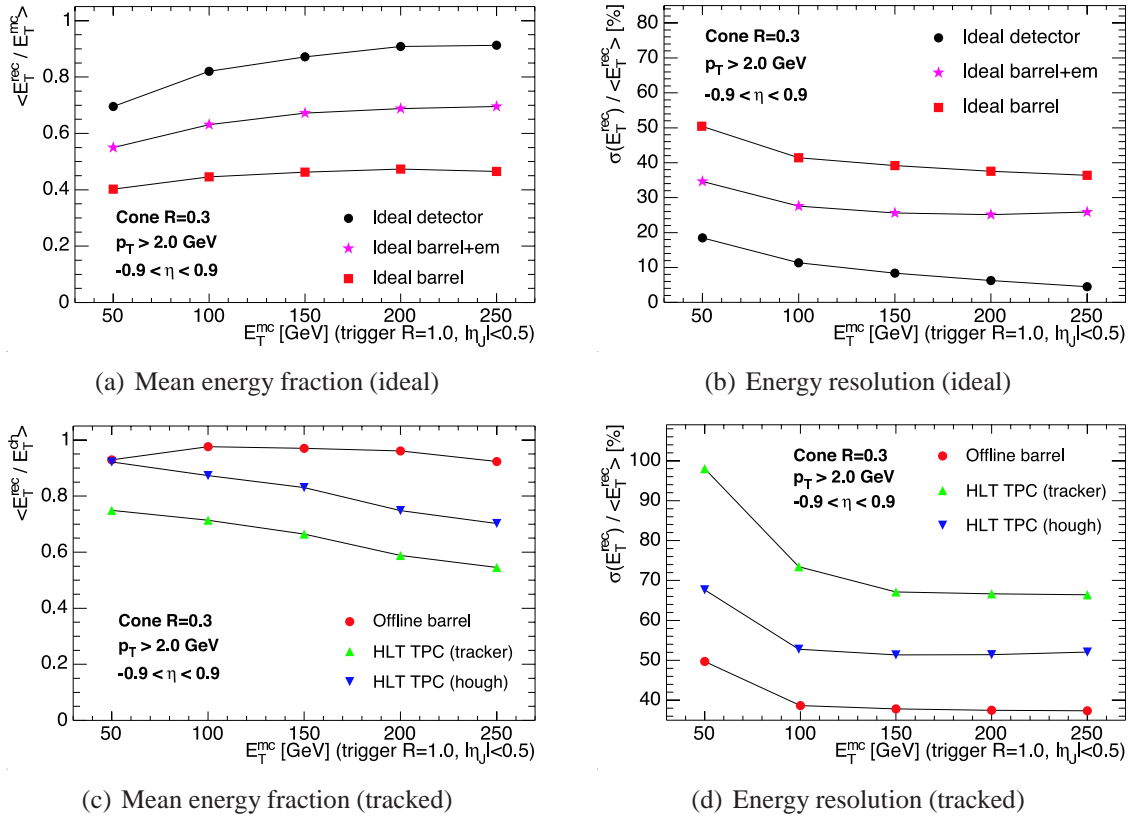 <E_T^rec / E_T^mc>
1
0.8
0.6
0.4
0.2
0
Cone R=0.3
p_T > 2.0 GeV
-0.9 < η < 0.9
Ideal detector
Ideal barrel+em
Ideal barrel
50 100 150 200 250
E_T^mc [GeV] (trigger R=1.0, |η_J|<0.5)
(a) Mean energy fraction (ideal)
σ(E_T^rec) / <E_T^rec> [%]
80
70
60
50
40
30
20
10
0
Cone R=0.3
p_T > 2.0 GeV
-0.9 < η < 0.9
Ideal detector
Ideal barrel+em
Ideal barrel
50 100 150 200 250
E_T^mc [GeV] (trigger R=1.0, |η_J|<0.5)
(b) Energy resolution (ideal)
<E_T^rec / E_T^ch>
1
0.8
0.6
0.4
0.2
0
Cone R=0.3
p_T > 2.0 GeV
-0.9 < η < 0.9
Offline barrel
HLT TPC (tracker)
HLT TPC (hough)
50 100 150 200 250
E_T^mc [GeV] (trigger R=1.0, |η_J|<0.5)
(c) Mean energy fraction (tracked)
σ(E_T^rec) / <E_T^rec> [%]
100
90
80
70
60
50
40
Cone R=0.3
p_T > 2.0 GeV
-0.9 < η < 0.9
Offline barrel
HLT TPC (tracker)
HLT TPC (hough)
50 100 150 200 250
E_T^mc [GeV] (trigger R=1.0, |η_J|<0.5)
(d) Energy resolution (tracked)